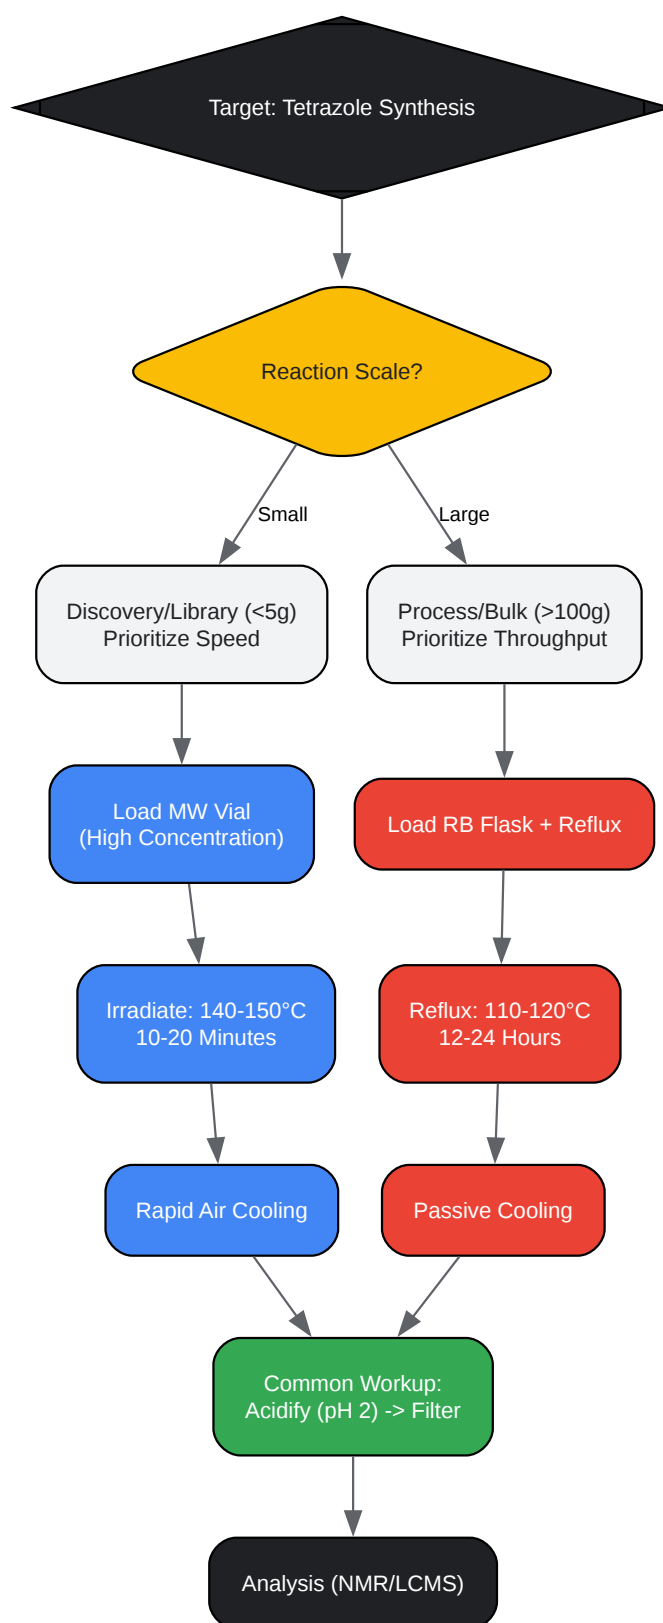 Target: Tetrazole Synthesis
Reaction Scale?
Small
Large
Discovery/Library (<5g)
Prioritize Speed
Process/Bulk (>100g)
Prioritize Throughput
Load MW Vial
(High Concentration)
Load RB Flask + Reflux
Irradiate: 140-150°C
10-20 Minutes
Reflux: 110-120°C
12-24 Hours
Rapid Air Cooling
Passive Cooling
Common Workup:
Acidify (pH 2) -> Filter
Analysis (NMR/LCMS)